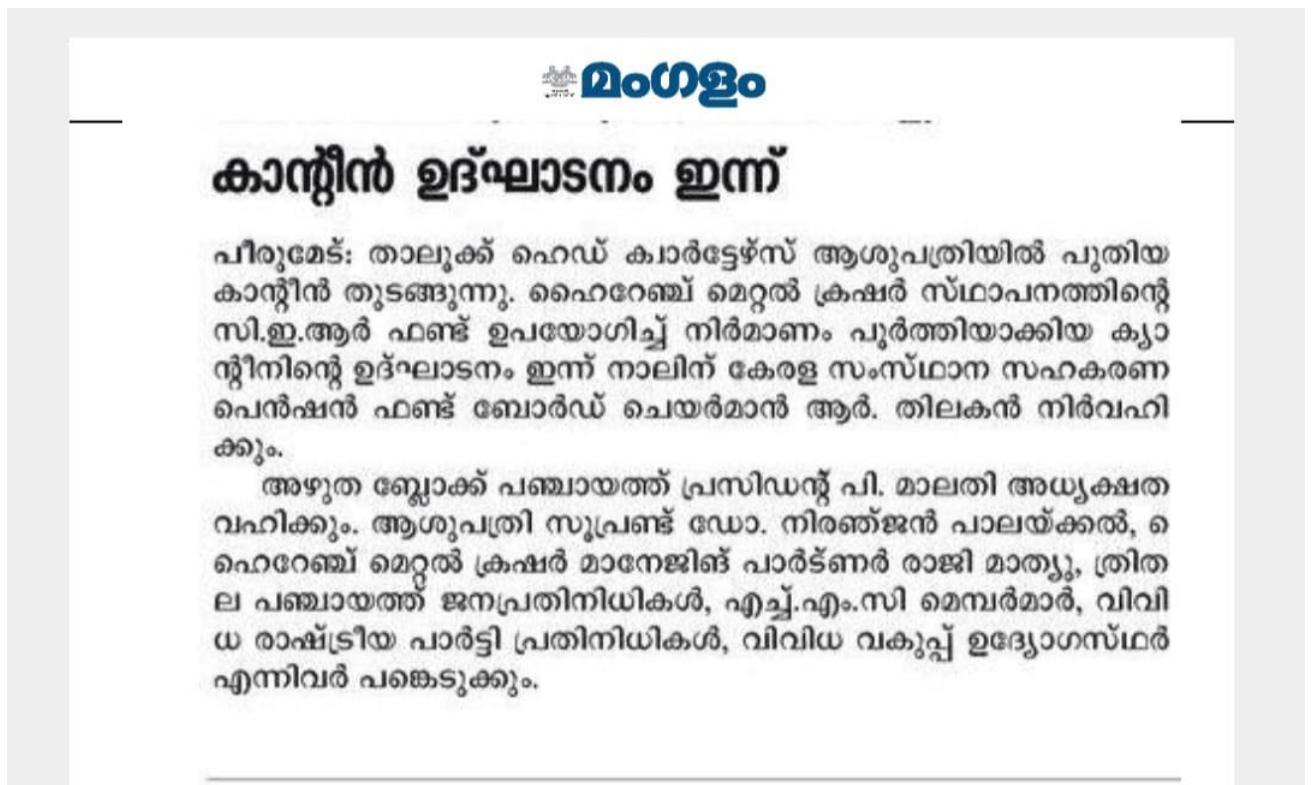 മംഗളം
കാന്റീൻ ഉദ്ഘാടനം ഇന്ന്
പീരുമേട്: താലൂക്ക് ഹെഡ് ക്വാർട്ടേഴ്സ് ആശുപത്രിയിൽ പുതിയ
കാന്റീൻ തുടങ്ങുന്നു. ഹൈറേഞ്ച് മെറ്റൽ ക്രഷർ സ്ഥാപനത്തിന്റെ
സി.ഇ.ആർ ഫണ്ട് ഉപയോഗിച്ച് നിർമാണം പൂർത്തിയാക്കിയ ക്യാ
ന്റീനിന്റെ ഉദ്ഘാടനം ഇന്ന് നാലിന് കേരള സംസ്ഥാന സഹകരണ
പെൻഷൻ ഫണ്ട് ബോർഡ് ചെയർമാൻ ആർ. തിലകൻ നിർവഹി
ക്കും.
അഴുത ബ്ലോക്ക് പഞ്ചായത്ത് പ്രസിഡന്റ് പി. മാലതി അധ്യക്ഷത
വഹിക്കും. ആശുപത്രി സൂപ്രണ്ട് ഡോ. നിരഞ്ജൻ പാലയ്ക്കൽ, െ
ഹൈറേഞ്ച് മെറ്റൽ ക്രഷർ മാനേജിങ് പാർട്ണർ രാജി മാത്യു, ത്രിത
ല പഞ്ചായത്ത് ജനപ്രതിനിധികൾ, എച്ച്.എം.സി മെമ്പർമാർ, വിവി
ധ രാഷ്ട്രീയ പാർട്ടി പ്രതിനിധികൾ, വിവിധ വകുപ്പ് ഉദ്യോഗസ്ഥർ
എന്നിവർ പങ്കെടുക്കും.